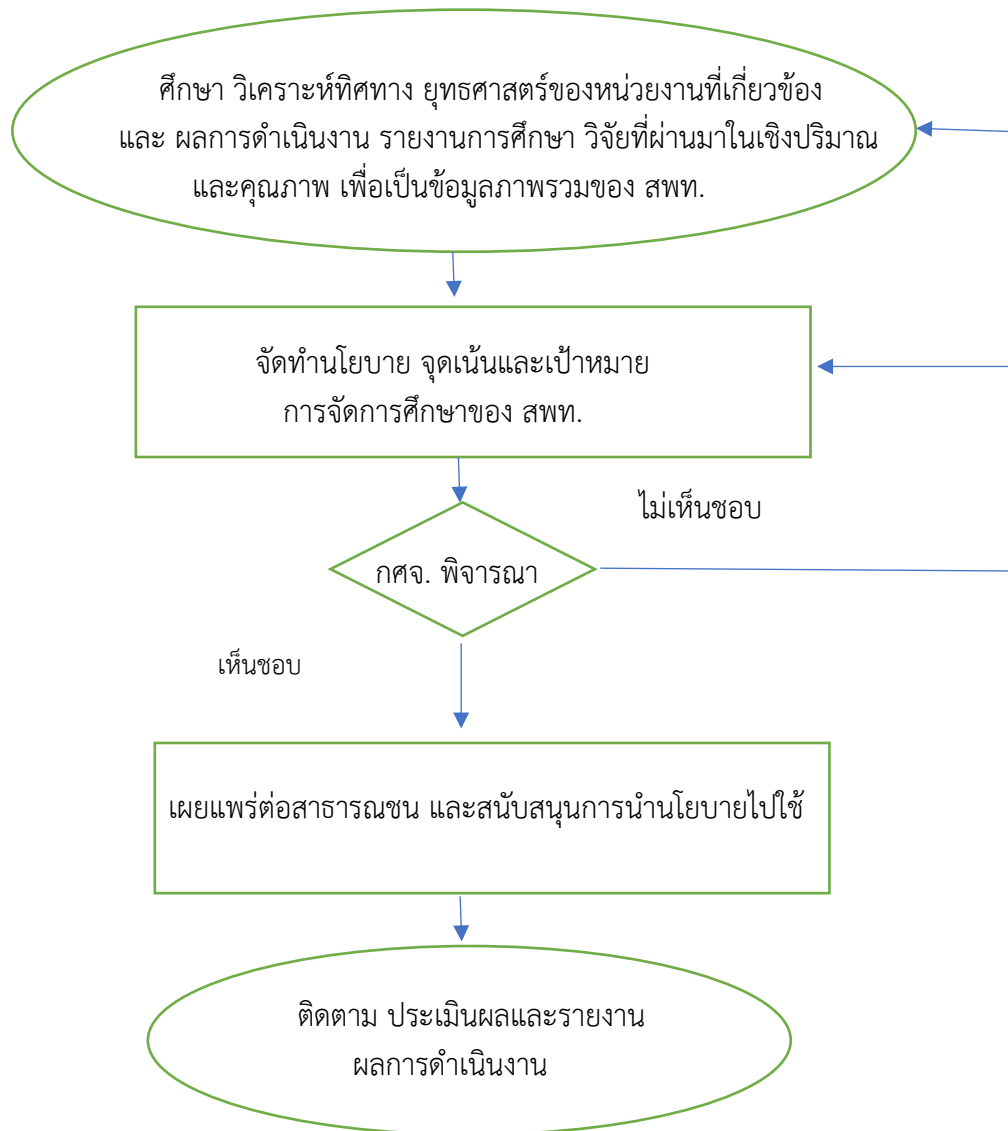 ศึกษา วิเคราะห์ทิศทาง ยุทธศาสตร์ของหน่วยงานที่เกี่ยวข้อง
และ ผลการดำเนินงาน รายงานการศึกษา วิจัยที่ผ่านมาในเชิงปริมาณ
และคุณภาพ เพื่อเป็นข้อมูลภาพรวมของ สพท.
จัดทำนโยบาย จุดเน้นและเป้าหมาย
การจัดการศึกษาของ สพท.
ไม่เห็นชอบ
กศจ. พิจารณา
เห็นชอบ
เผยแพร่ต่อสาธารณชน และสนับสนุนการนำนโยบายไปใช้
ติดตาม ประเมินผลและรายงาน
ผลการดำเนินงาน